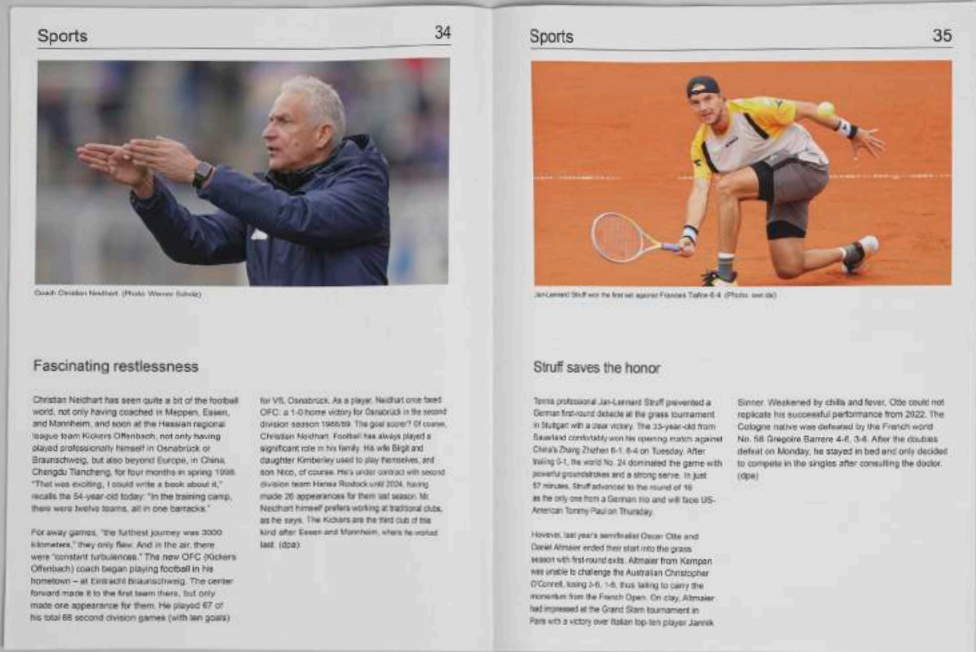 Sports
34
Coach Christian Neidhart. (Photo: Werner Scholz)
Fascinating restlessness
Christian Neidhart has seen quite a bit of the football
world, not only having coached in Meppen, Essen,
and Mannheim, and soon at the Hessian regional
league team Kickers Offenbach, not only having
played professionally himself in Osnabrück or
Braunschweig, but also beyond Europe, in China,
Chengdu Tiancheng, for four months in spring 1998.
"That was exciting, I could write a book about it,"
recalls the 54-year-old today: "In the training camp,
there were twelve teams, all in one barracks."
For away games, "the furthest journey was 3000
kilometers," they only flew. And in the air, there
were "constant turbulences." The new OFC (Kickers
Offenbach) coach began playing football in his
hometown – at Eintracht Braunschweig. The center
forward made it to the first team there, but only
made one appearance for them. He played 67 of
his total 68 second division games (with ten goals)
for VfL Osnabrück. As a player, Neidhart once faced
OFC: a 1-0 home victory for Osnabrück in the second
division season 1988/89. The goal scorer? Of course,
Christian Neidhart. Football has always played a
significant role in his family. His wife Birgit and
daughter Kimberley used to play themselves, and
son Nico, of course. He's under contract with second
division team Hansa Rostock until 2024, having
made 26 appearances for them last season. Mr.
Neidhart himself prefers working at traditional clubs,
as he says. The Kickers are the third club of this
kind after Essen and Mannheim, where he worked
last. (dpa)
Sports
35
Jan-Lennard Struff won the first set against Frances Tiafoe 6:4 (Photo:
Struff saves the honor
Tennis professional Jan-Lennard Struff prevented a
German first-round debacle at the grass tournament
in Stuttgart with a clear victory. The 33-year-old from
Sauerland comfortably won his opening match against
China's Zhang Zhizhen 6-1, 6-4 on Tuesday. After
trailing 0-1, the world No. 24 dominated the game with
powerful groundstrokes and a strong serve. In just
57 minutes, Struff advanced to the round of 16
as the only one from a German trio and will face US-
American Tommy Paul on Thursday.
However, last year's semifinalist Oscar Otte and
Daniel Altmaier ended their start into the grass
season with first-round exits. Altmaier from Kempen
was unable to challenge the Australian Christopher
O'Connell, losing 3-6, 1-6, thus failing to carry the
momentum from the French Open. On clay, Altmaier
had impressed at the Grand Slam tournament in
Paris with a victory over Italian top-ten player Jannik
Sinner. Weakened by chills and fever, Otte could not
replicate his successful performance from 2022. The
Cologne native was defeated by the French world
No. 58 Gregoire Barrere 4-6, 3-6. After the doubles
defeat on Monday, he stayed in bed and only decided
to compete in the singles after consulting the doctor.
(dpa)